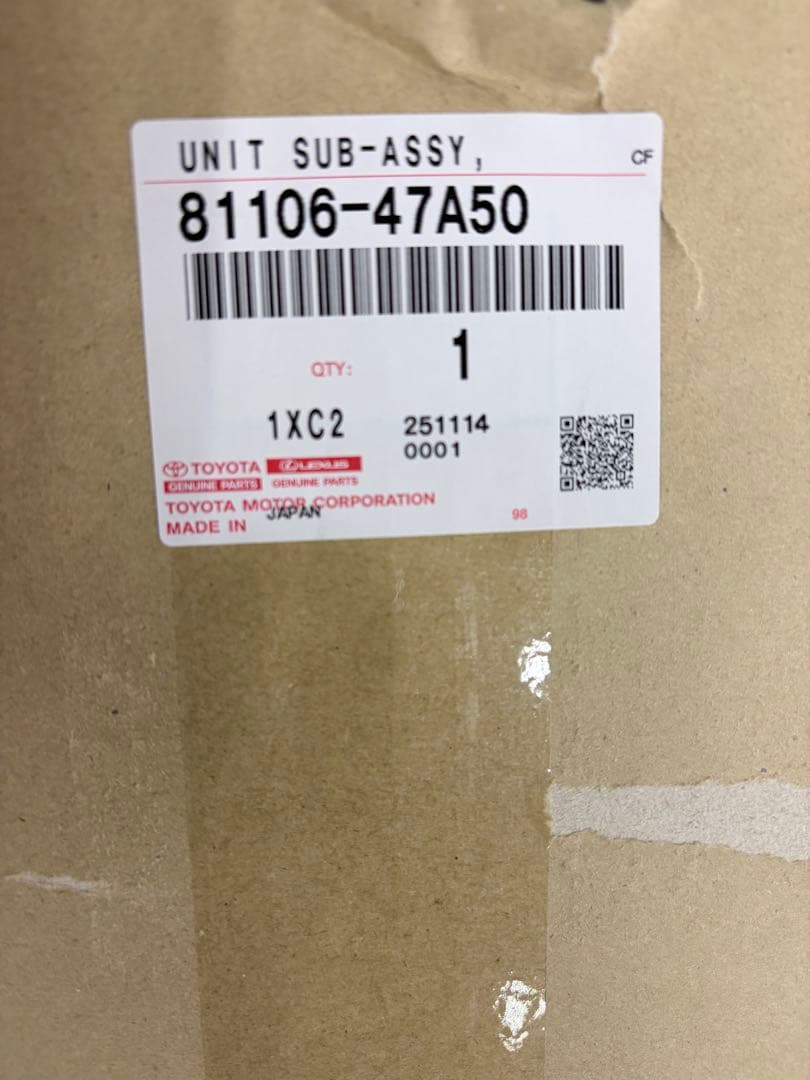 UNIT SUB-ASSY,
CF
81106-47A50
QTY: 1
1XC2
251114
0001
TOYOTA LEXUS
GENUINE PARTS GENUINE PARTS
TOYOTA MOTOR CORPORATION
MADE IN JAPAN
98